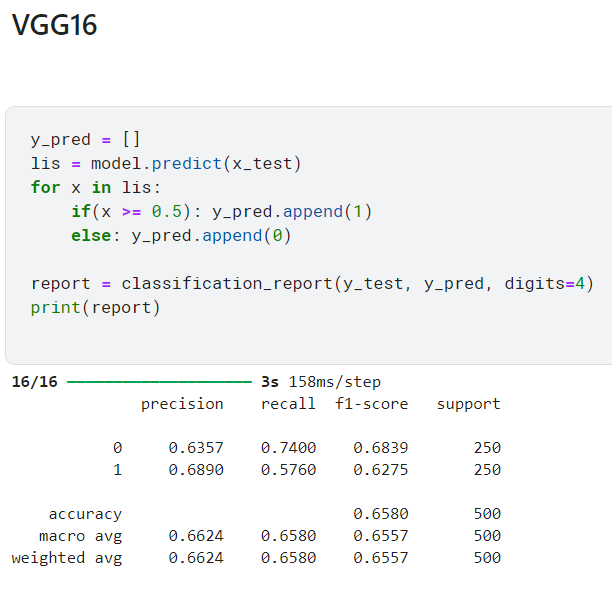 VGG16
y_pred = []
lis = model.predict(x_test)
for x in lis:
    if(x >= 0.5): y_pred.append(1)
    else: y_pred.append(0)
report = classification_report(y_test, y_pred, digits=4)
print(report)
16/16 ━━━━━━━━━━━━━━━━━━━━ 3s 158ms/step
precision recall f1-score support
0 0.6357 0.7400 0.6839 250
1 0.6890 0.5760 0.6275 250
accuracy 0.6580 500
macro avg 0.6624 0.6580 0.6557 500
weighted avg 0.6624 0.6580 0.6557 500